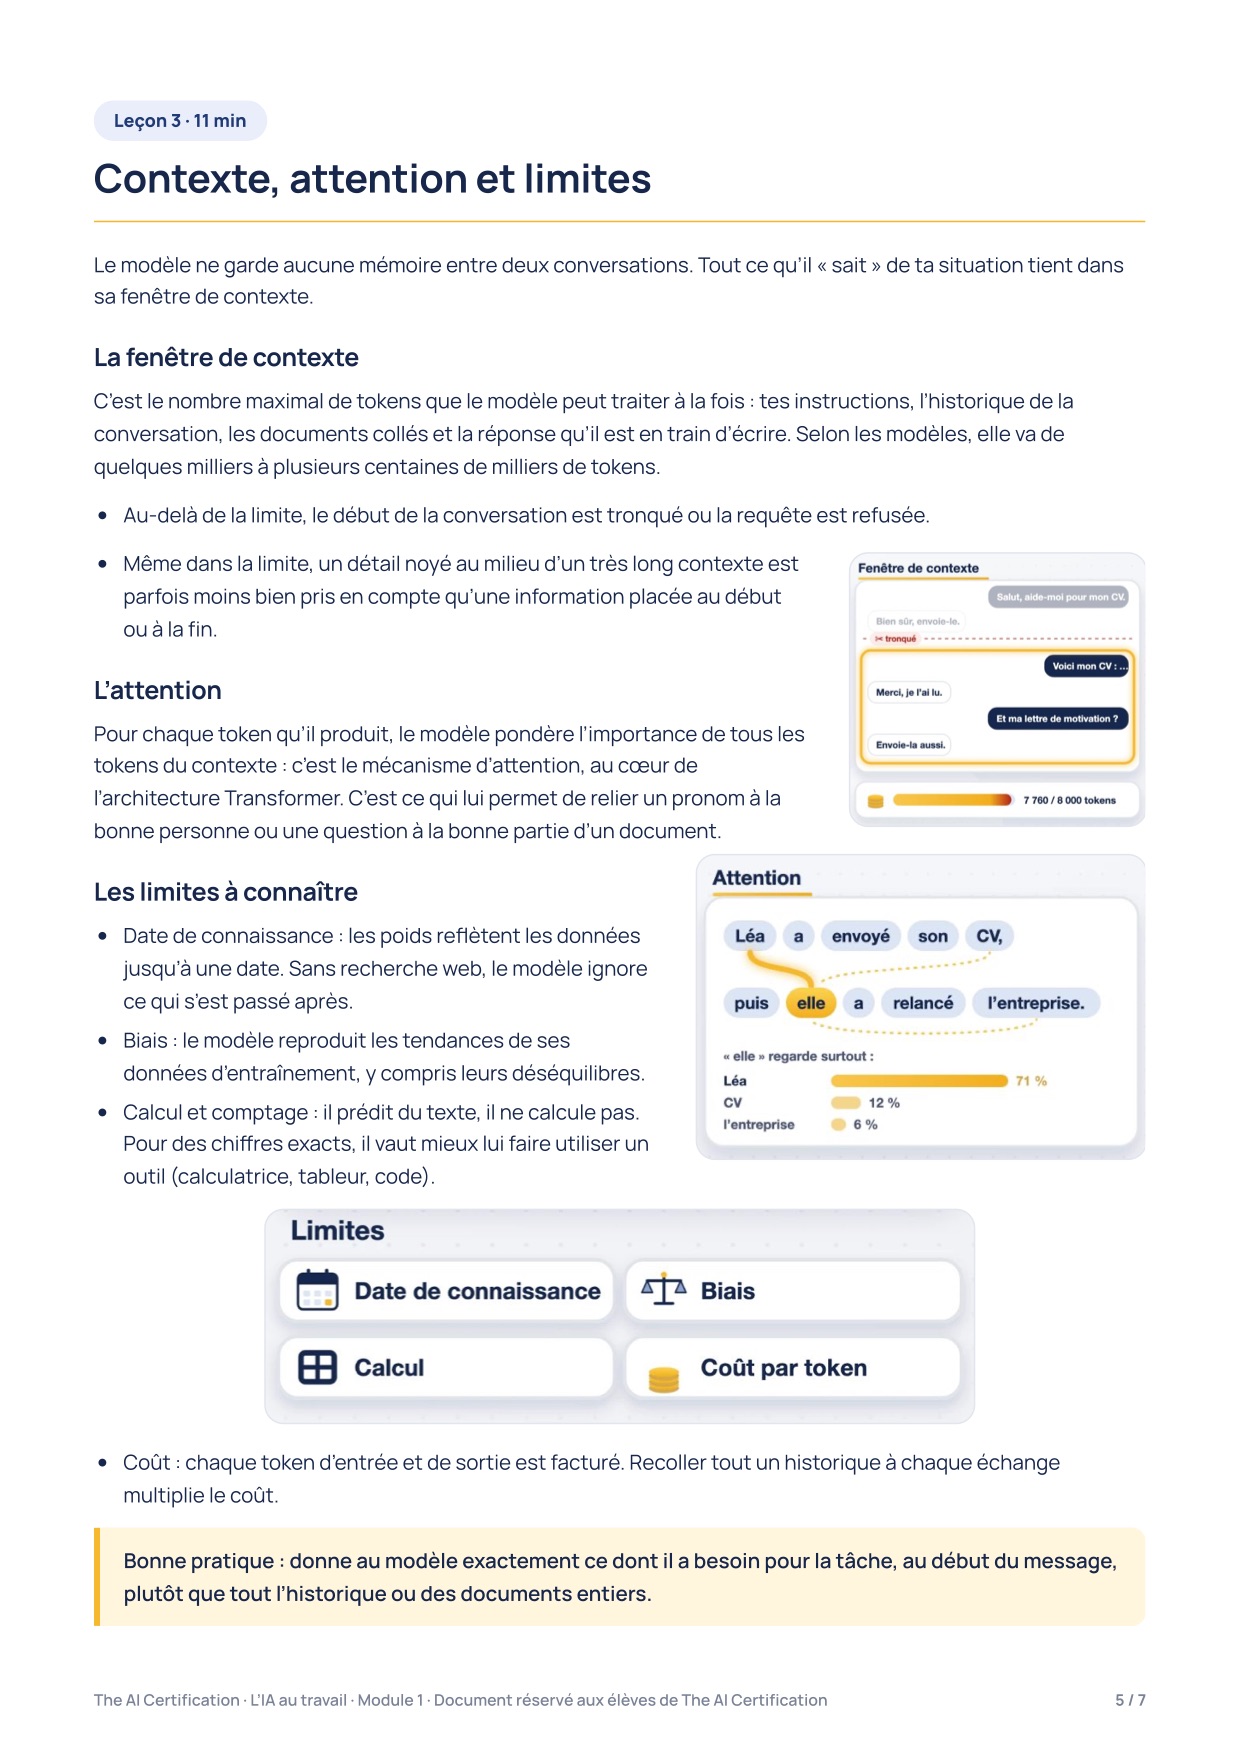 Leçon 3 · 11 min
Contexte, attention et limites
Le modèle ne garde aucune mémoire entre deux conversations. Tout ce qu’il « sait » de ta situation tient dans
sa fenêtre de contexte.
La fenêtre de contexte
C’est le nombre maximal de tokens que le modèle peut traiter à la fois : tes instructions, l’historique de la
conversation, les documents collés et la réponse qu’il est en train d’écrire. Selon les modèles, elle va de
quelques milliers à plusieurs centaines de milliers de tokens.
• Au-delà de la limite, le début de la conversation est tronqué ou la requête est refusée.
• Même dans la limite, un détail noyé au milieu d’un très long contexte est
parfois moins bien pris en compte qu’une information placée au début
ou à la fin.
Fenêtre de contexte
Salut, aide-moi pour mon CV.
Bien sûr, envoie-le.
✂ tronqué
Voici mon CV : ...
Merci, je l’ai lu.
Et ma lettre de motivation ?
Envoie-la aussi.
7 760 / 8 000 tokens
L’attention
Pour chaque token qu’il produit, le modèle pondère l’importance de tous les
tokens du contexte : c’est le mécanisme d’attention, au cœur de
l’architecture Transformer. C’est ce qui lui permet de relier un pronom à la
bonne personne ou une question à la bonne partie d’un document.
Attention
Léa a envoyé son CV,
puis elle a relancé l’entreprise.
« elle » regarde surtout :
Léa 71 %
CV 12 %
l’entreprise 6 %
Les limites à connaître
• Date de connaissance : les poids reflètent les données
jusqu’à une date. Sans recherche web, le modèle ignore
ce qui s’est passé après.
• Biais : le modèle reproduit les tendances de ses
données d’entraînement, y compris leurs déséquilibres.
• Calcul et comptage : il prédit du texte, il ne calcule pas.
Pour des chiffres exacts, il vaut mieux lui faire utiliser un
outil (calculatrice, tableur, code).
Limites
Date de connaissance
Biais
Calcul
Coût par token
• Coût : chaque token d’entrée et de sortie est facturé. Recoller tout un historique à chaque échange
multiplie le coût.
Bonne pratique : donne au modèle exactement ce dont il a besoin pour la tâche, au début du message,
plutôt que tout l’historique ou des documents entiers.
The AI Certification · L’IA au travail · Module 1 · Document réservé aux élèves de The AI Certification
5 / 7